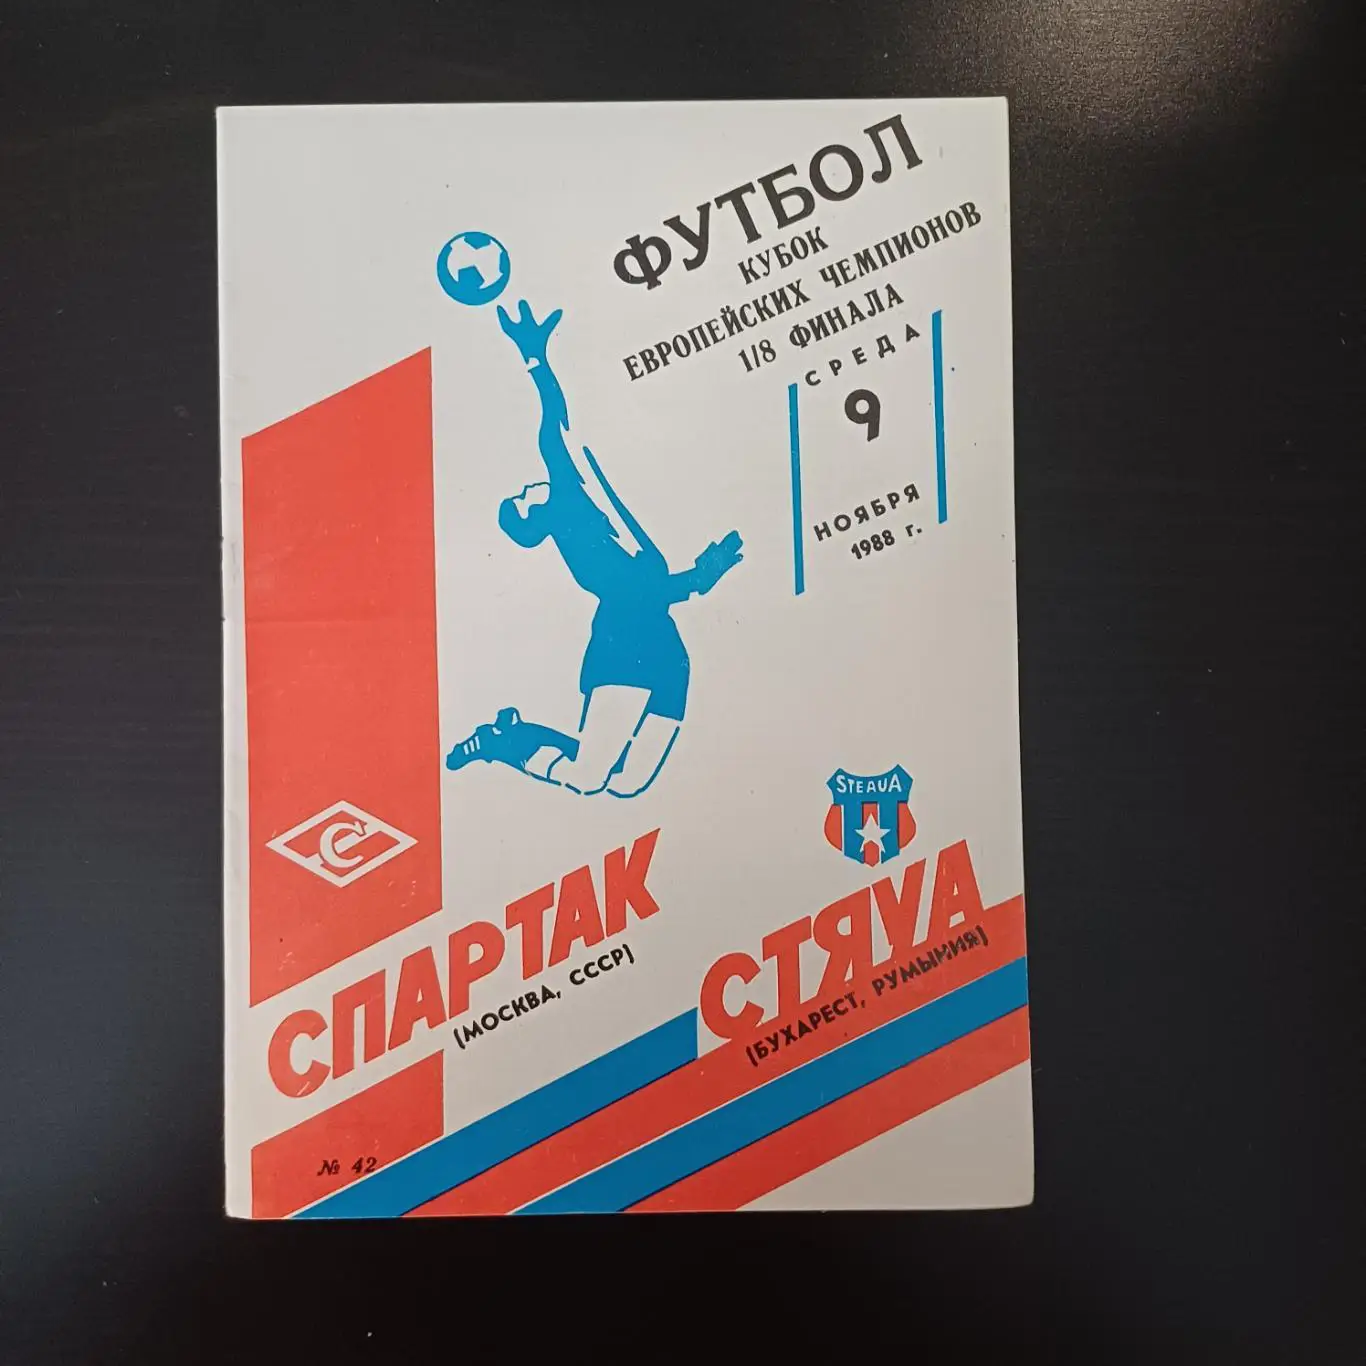 ФУТБОЛ
КУБОК
ЕВРОПЕЙСКИХ ЧЕМПИОНОВ
1/8 ФИНАЛА
СРЕДА
9
НОЯБРЯ
1988 г.
STEAUA
С
СПАРТАК
(МОСКВА, СССР)
СТЯУА
(БУХАРЕСТ, РУМЫНИЯ)
№ 42